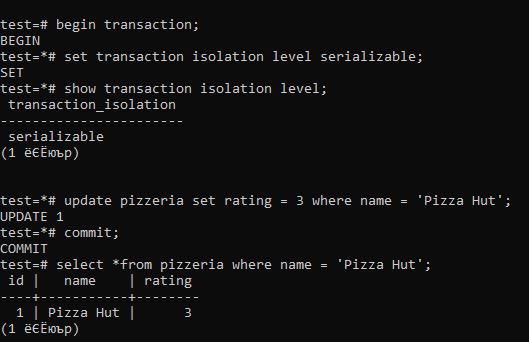 test=# begin transaction;
BEGIN
test=*# set transaction isolation level serializable;
SET
test=*# show transaction isolation level;
 transaction_isolation
-----------------------
 serializable
(1 ёЄЁюър)
test=*# update pizzeria set rating = 3 where name = 'Pizza Hut';
UPDATE 1
test=*# commit;
COMMIT
test=# select *from pizzeria where name = 'Pizza Hut';
 id |   name    | rating
----+-----------+--------
  1 | Pizza Hut |      3
(1 ёЄЁюър)